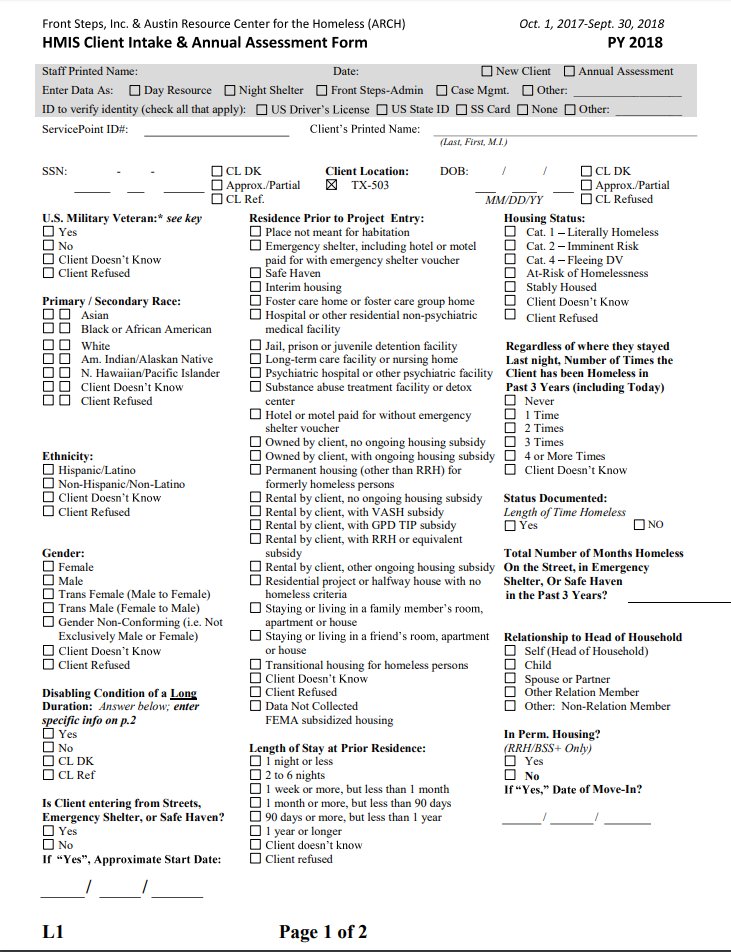 Front Steps, Inc. & Austin Resource Center for the Homeless (ARCH) Oct. 1, 2017-Sept. 30, 2018
HMIS Client Intake & Annual Assessment Form PY 2018
Staff Printed Name: Date: ☐ New Client ☐ Annual Assessment
Enter Data As: ☐ Day Resource ☐ Night Shelter ☐ Front Steps-Admin ☐ Case Mgmt. ☐ Other: ____________
ID to verify identity (check all that apply): ☐ US Driver's License ☐ US State ID ☐ SS Card ☐ None ☐ Other: ____________
ServicePoint ID#: ____________ Client's Printed Name: ____________
(Last, First, M.I.)
SSN: ____ - ____ - ____
☐ CL DK
☐ Approx./Partial
☐ CL Ref.
Client Location:
☒ TX-503
DOB: ____ / ____ / ____
MM/DD/YY
☐ CL DK
☐ Approx./Partial
☐ CL Refused
U.S. Military Veteran:* see key
☐ Yes
☐ No
☐ Client Doesn't Know
☐ Client Refused
Primary / Secondary Race:
☐ ☐ Asian
☐ ☐ Black or African American
☐ ☐ White
☐ ☐ Am. Indian/Alaskan Native
☐ ☐ N. Hawaiian/Pacific Islander
☐ ☐ Client Doesn't Know
☐ ☐ Client Refused
Ethnicity:
☐ Hispanic/Latino
☐ Non-Hispanic/Non-Latino
☐ Client Doesn't Know
☐ Client Refused
Gender:
☐ Female
☐ Male
☐ Trans Female (Male to Female)
☐ Trans Male (Female to Male)
☐ Gender Non-Conforming (i.e. Not
Exclusively Male or Female)
☐ Client Doesn't Know
☐ Client Refused
Disabling Condition of a Long
Duration: Answer below; enter
specific info on p.2
☐ Yes
☐ No
☐ CL DK
☐ CL Ref
Is Client entering from Streets,
Emergency Shelter, or Safe Haven?
☐ Yes
☐ No
If "Yes", Approximate Start Date:
____ / ____ / ____
Residence Prior to Project Entry:
☐ Place not meant for habitation
☐ Emergency shelter, including hotel or motel
paid for with emergency shelter voucher
☐ Safe Haven
☐ Interim housing
☐ Foster care home or foster care group home
☐ Hospital or other residential non-psychiatric
medical facility
☐ Jail, prison or juvenile detention facility
☐ Long-term care facility or nursing home
☐ Psychiatric hospital or other psychiatric facility
☐ Substance abuse treatment facility or detox
center
☐ Hotel or motel paid for without emergency
shelter voucher
☐ Owned by client, no ongoing housing subsidy
☐ Owned by client, with ongoing housing subsidy
☐ Permanent housing (other than RRH) for
formerly homeless persons
☐ Rental by client, no ongoing housing subsidy
☐ Rental by client, with VASH subsidy
☐ Rental by client, with GPD TIP subsidy
☐ Rental by client, with RRH or equivalent
subsidy
☐ Rental by client, other ongoing housing subsidy
☐ Residential project or halfway house with no
homeless criteria
☐ Staying or living in a family member's room,
apartment or house
☐ Staying or living in a friend's room, apartment
or house
☐ Transitional housing for homeless persons
☐ Client Doesn't Know
☐ Client Refused
☐ Data Not Collected
FEMA subsidized housing
Length of Stay at Prior Residence:
☐ 1 night or less
☐ 2 to 6 nights
☐ 1 week or more, but less than 1 month
☐ 1 month or more, but less than 90 days
☐ 90 days or more, but less than 1 year
☐ 1 year or longer
☐ Client doesn't know
☐ Client refused
Housing Status:
☐ Cat. 1 – Literally Homeless
☐ Cat. 2 – Imminent Risk
☐ Cat. 4 – Fleeing DV
☐ At-Risk of Homelessness
☐ Stably Housed
☐ Client Doesn't Know
☐ Client Refused
Regardless of where they stayed
Last night, Number of Times the
Client has been Homeless in
Past 3 Years (including Today)
☐ Never
☐ 1 Time
☐ 2 Times
☐ 3 Times
☐ 4 or More Times
☐ Client Doesn't Know
Status Documented:
Length of Time Homeless
☐ Yes ☐ NO
Total Number of Months Homeless
On the Street, in Emergency
Shelter, Or Safe Haven
in the Past 3 Years? ____________
Relationship to Head of Household
☐ Self (Head of Household)
☐ Child
☐ Spouse or Partner
☐ Other Relation Member
☐ Other: Non-Relation Member
In Perm. Housing?
(RRH/BSS+ Only)
☐ Yes
☐ No
If "Yes," Date of Move-In?
____ / ____ / ____
L1 Page 1 of 2